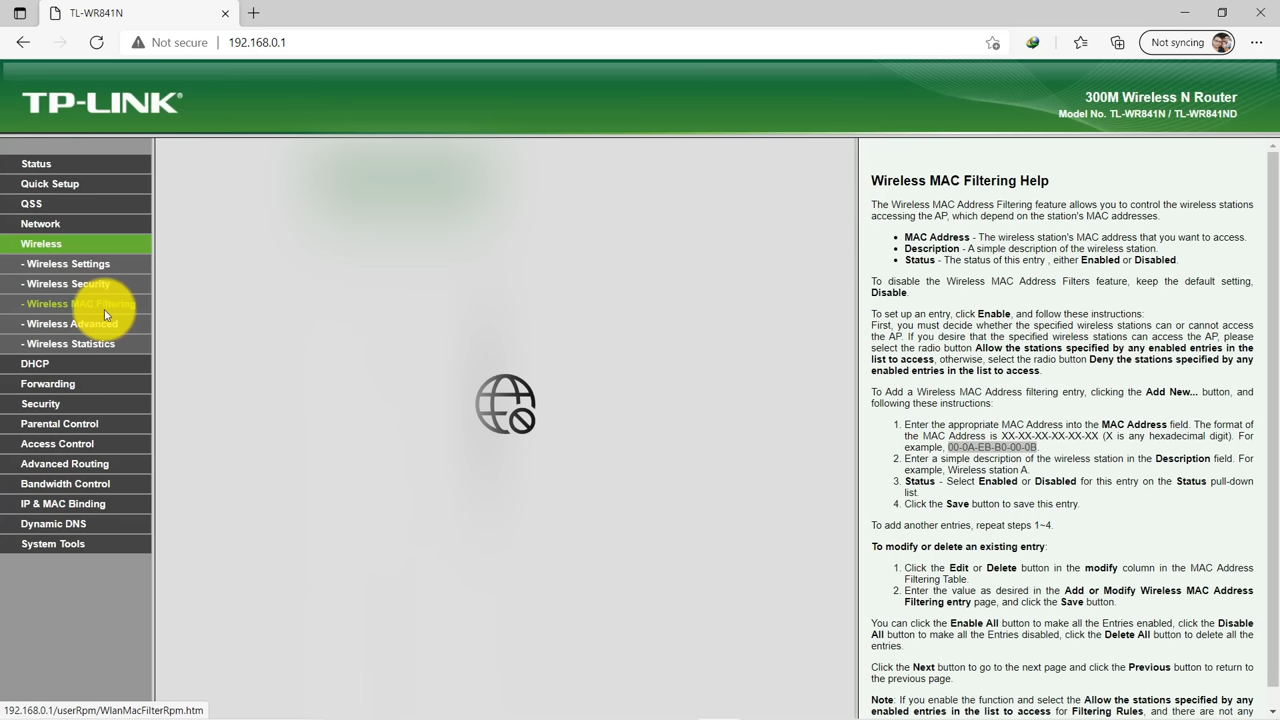 TL-WR841N
Not secure
192.168.0.1
Not syncing
TP-LINK®
300M Wireless N Router
Model No. TL-WR841N / TL-WR841ND
Status
Quick Setup
QSS
Network
Wireless
- Wireless Settings
- Wireless Security
- Wireless MAC Filtering
- Wireless Advanced
- Wireless Statistics
DHCP
Forwarding
Security
Parental Control
Access Control
Advanced Routing
Bandwidth Control
IP & MAC Binding
Dynamic DNS
System Tools
Wireless MAC Filtering Help
The Wireless MAC Address Filtering feature allows you to control the wireless stations
accessing the AP, which depend on the station's MAC addresses.
• MAC Address - The wireless station's MAC address that you want to access.
• Description - A simple description of the wireless station.
• Status - The status of this entry , either Enabled or Disabled.
To disable the Wireless MAC Address Filters feature, keep the default setting,
Disable.
To set up an entry, click Enable, and follow these instructions:
First, you must decide whether the specified wireless stations can or cannot access
the AP. If you desire that the specified wireless stations can access the AP, please
select the radio button Allow the stations specified by any enabled entries in the
list to access, otherwise, select the radio button Deny the stations specified by any
enabled entries in the list to access.
To Add a Wireless MAC Address filtering entry, clicking the Add New... button, and
following these instructions:
1. Enter the appropriate MAC Address into the MAC Address field. The format of
the MAC Address is XX-XX-XX-XX-XX-XX (X is any hexadecimal digit). For
example, 00-0A-EB-B0-00-0B.
2. Enter a simple description of the wireless station in the Description field. For
example, Wireless station A.
3. Status - Select Enabled or Disabled for this entry on the Status pull-down
list.
4. Click the Save button to save this entry.
To add another entries, repeat steps 1~4.
To modify or delete an existing entry:
1. Click the Edit or Delete button in the modify column in the MAC Address
Filtering Table.
2. Enter the value as desired in the Add or Modify Wireless MAC Address
Filtering entry page, and click the Save button.
You can click the Enable All button to make all the Entries enabled, click the Disable
All button to make all the Entries disabled, click the Delete All button to delete all the
entries.
Click the Next button to go to the next page and click the Previous button to return to
the previous page.
Note: If you enable the function and select the Allow the stations specified by any
enabled entries in the list to access for Filtering Rules, and there are not any
192.168.0.1/userRpm/WlanMacFilterRpm.htm